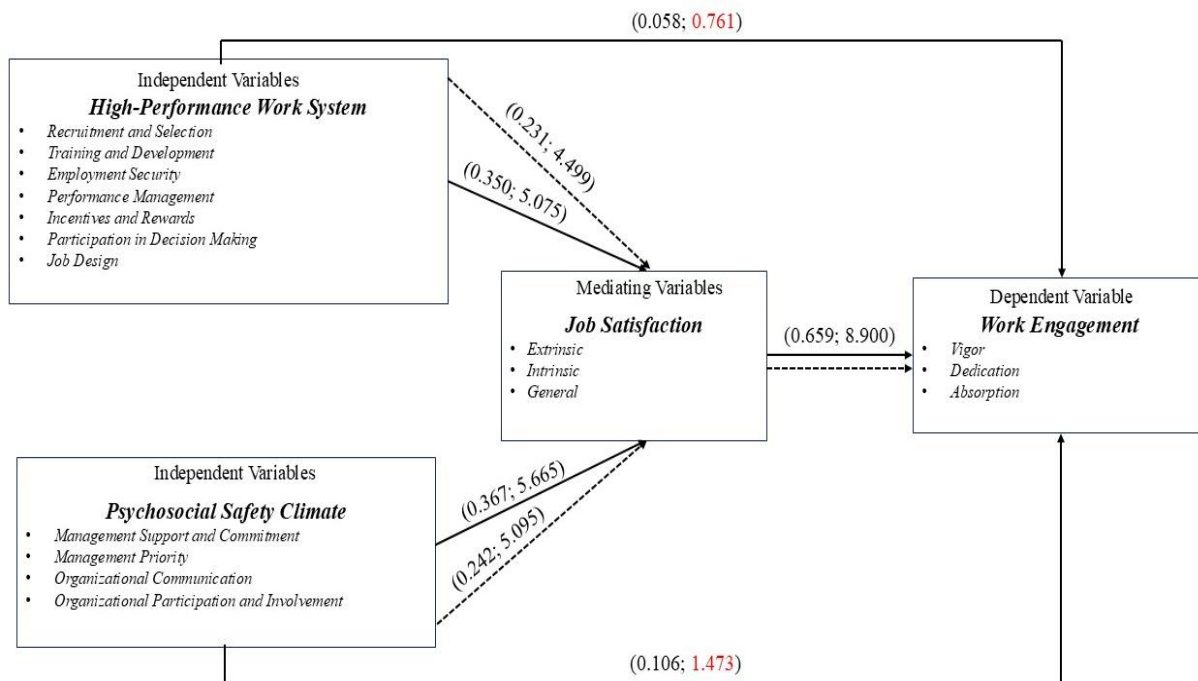 (0.058; 0.761)
Independent Variables
High-Performance Work System
• Recruitment and Selection
• Training and Development
• Employment Security
• Performance Management
• Incentives and Rewards
• Participation in Decision Making
• Job Design
(0.231; 4.499)
(0.350; 5.075)
Mediating Variables
Job Satisfaction
• Extrinsic
• Intrinsic
• General
(0.659; 8.900)
Dependent Variable
Work Engagement
• Vigor
• Dedication
• Absorption
Independent Variables
Psychosocial Safety Climate
• Management Support and Commitment
• Management Priority
• Organizational Communication
• Organizational Participation and Involvement
(0.367; 5.665)
(0.242; 5.095)
(0.106; 1.473)